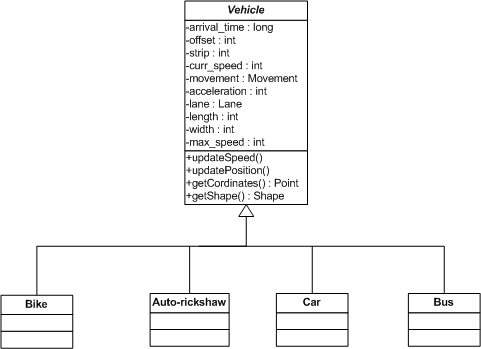 Vehicle
-arrival_time : long
-offset : int
-strip : int
-curr_speed : int
-movement : Movement
-acceleration : int
-lane : Lane
-length : int
-width : int
-max_speed : int
+updateSpeed()
+updatePosition()
+getCordinates() : Point
+getShape() : Shape
Bike
Auto-rickshaw
Car
Bus